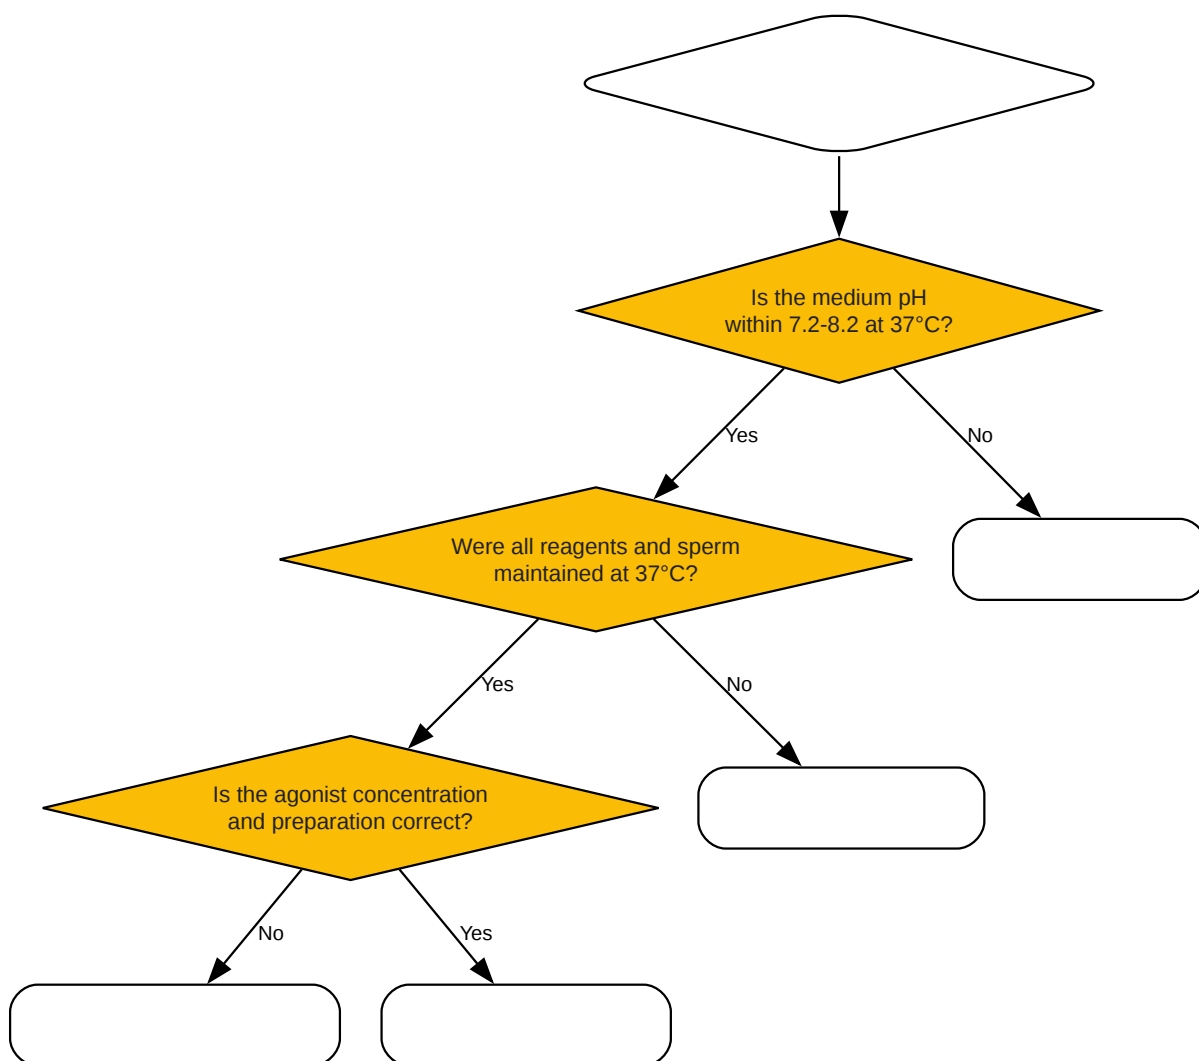 Is the medium pH
within 7.2-8.2 at 37°C?
Yes
No
Were all reagents and sperm
maintained at 37°C?
Yes
No
Is the agonist concentration
and preparation correct?
No
Yes